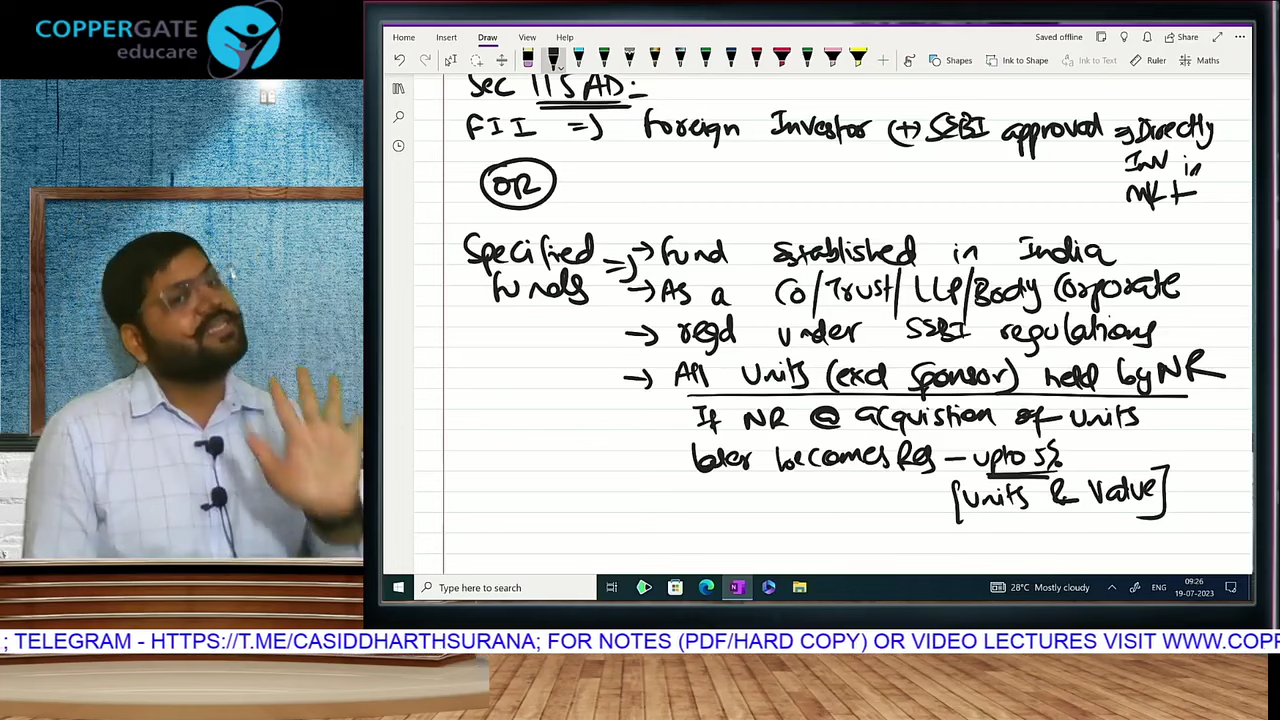 COPPERGATE
educare
Home Insert Draw View Help
Saved offline
Share
Shapes
Ink to Shape
Ink to Text
Ruler
Maths
Sec 115AD:-
FII => Foreign Investor (+) SEBI approved => Directly
Inv in
Mkt
OR
Specified
funds
=> → Fund established in India
→ As a Co/Trust/LLP/Body Corporate
→ regd under SEBI regulations
→ All Units (excl sponsor) held by NR
If NR @ acquistion of units
later becomes Res – upto 5%
[Units & Value]
Type here to search
28°C Mostly cloudy
ENG
09:26
19-07-2023
; TELEGRAM - HTTPS://T.ME/CASIDDHARTHSURANA; FOR NOTES (PDF/HARD COPY) OR VIDEO LECTURES VISIT WWW.COPP